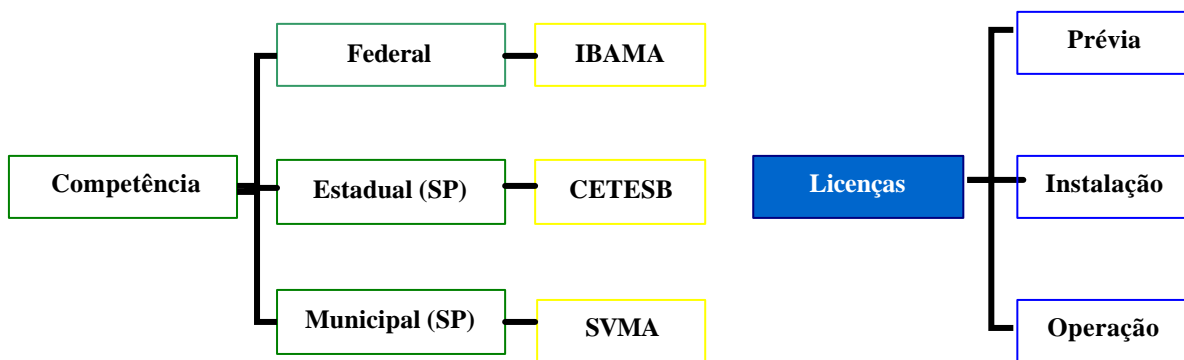 Competência
Federal
IBAMA
Estadual (SP)
CETESB
Municipal (SP)
SVMA
Licenças
Prévia
Instalação
Operação